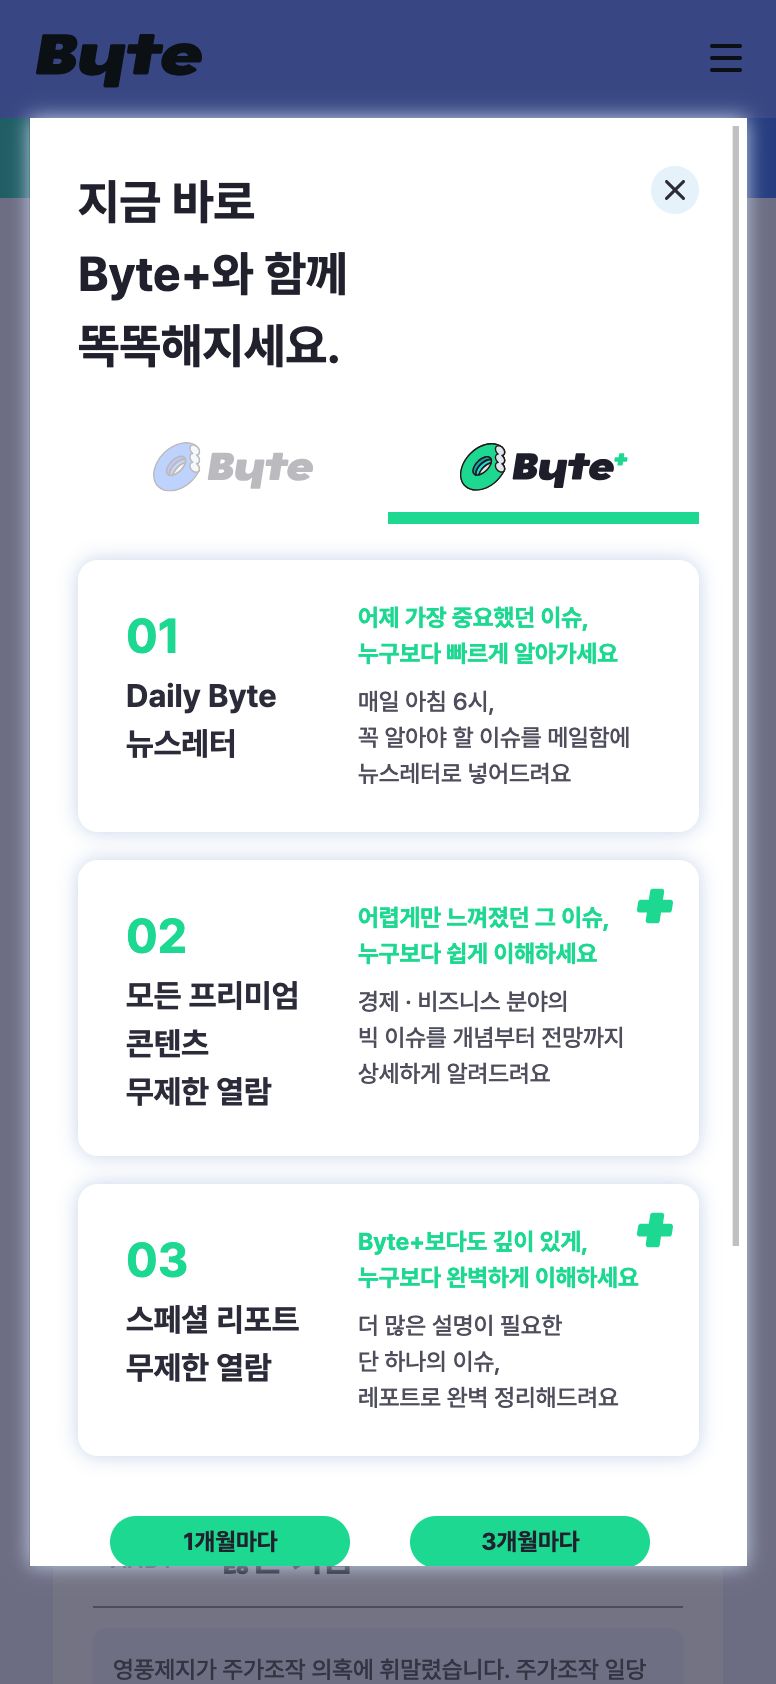 Byte
지금 바로
Byte+와 함께
똑똑해지세요.
Byte
Byte+
01
Daily Byte
뉴스레터
어제 가장 중요했던 이슈,
누구보다 빠르게 알아가세요
매일 아침 6시,
꼭 알아야 할 이슈를 메일함에
뉴스레터로 넣어드려요
02
모든 프리미엄
콘텐츠
무제한 열람
어렵게만 느껴졌던 그 이슈,
누구보다 쉽게 이해하세요
경제 · 비즈니스 분야의
빅 이슈를 개념부터 전망까지
상세하게 알려드려요
03
스페셜 리포트
무제한 열람
Byte+보다도 깊이 있게,
누구보다 완벽하게 이해하세요
더 많은 설명이 필요한
단 하나의 이슈,
레포트로 완벽 정리해드려요
1개월마다
3개월마다
영풍제지가 주가조작 의혹에 휘말렸습니다. 주가조작 일당